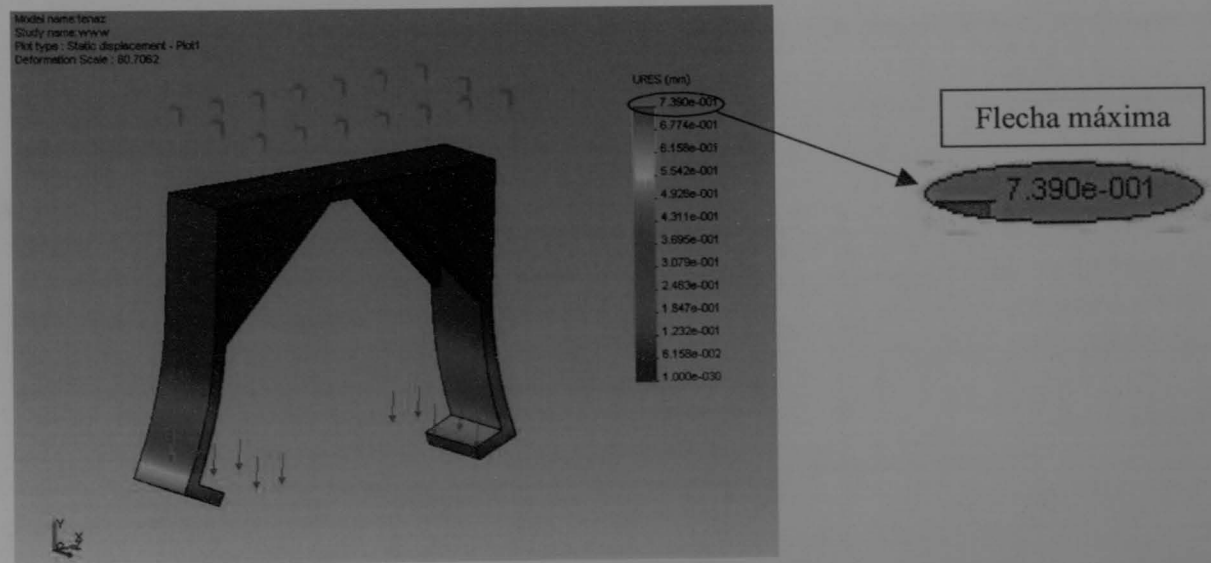 Model name:tenaz
Study name:www
Plot type : Static displacement - Plot1
Deformation Scale : 80.7062
URES (mm)
7.390e-001
6.774e-001
6.158e-001
5.542e-001
4.926e-001
4.311e-001
3.695e-001
3.079e-001
2.463e-001
1.847e-001
1.232e-001
6.158e-002
1.000e-030
Flecha máxima
7.390e-001
Y
X